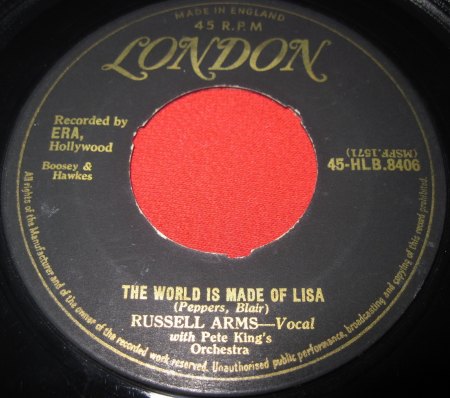 MADE IN ENGLAND
45 R.P.M
LONDON
Recorded by
ERA,
Hollywood
Boosey &
Hawkes
45-HLB.8406
(MSPF.1571)
THE WORLD IS MADE OF LISA
(Peppers, Blair)
RUSSELL ARMS—Vocal
with Pete King's
Orchestra
All rights of the Manufacturer and of the owner of the recorded work reserved. Unauthorised public performance, broadcasting and copying of this record prohibited.